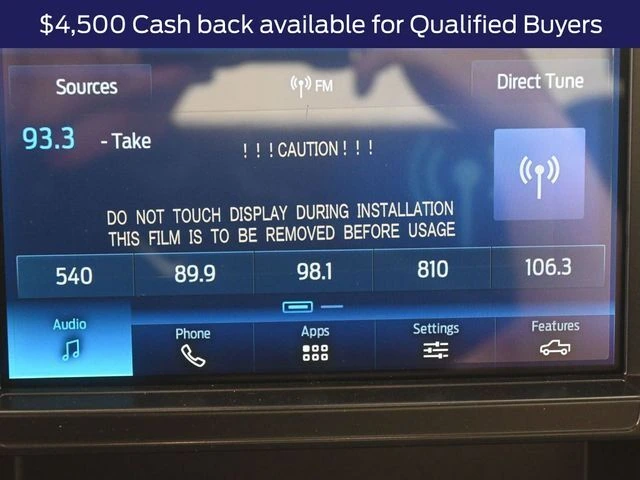 $4,500 Cash back available for Qualified Buyers
Sources
FM
Direct Tune
93.3 - Take
! ! !CAUTION! ! !
DO NOT TOUCH DISPLAY DURING INSTALLATION
THIS FILM IS TO BE REMOVED BEFORE USAGE
540 89.9 98.1 810 106.3
Audio Phone Apps Settings Features